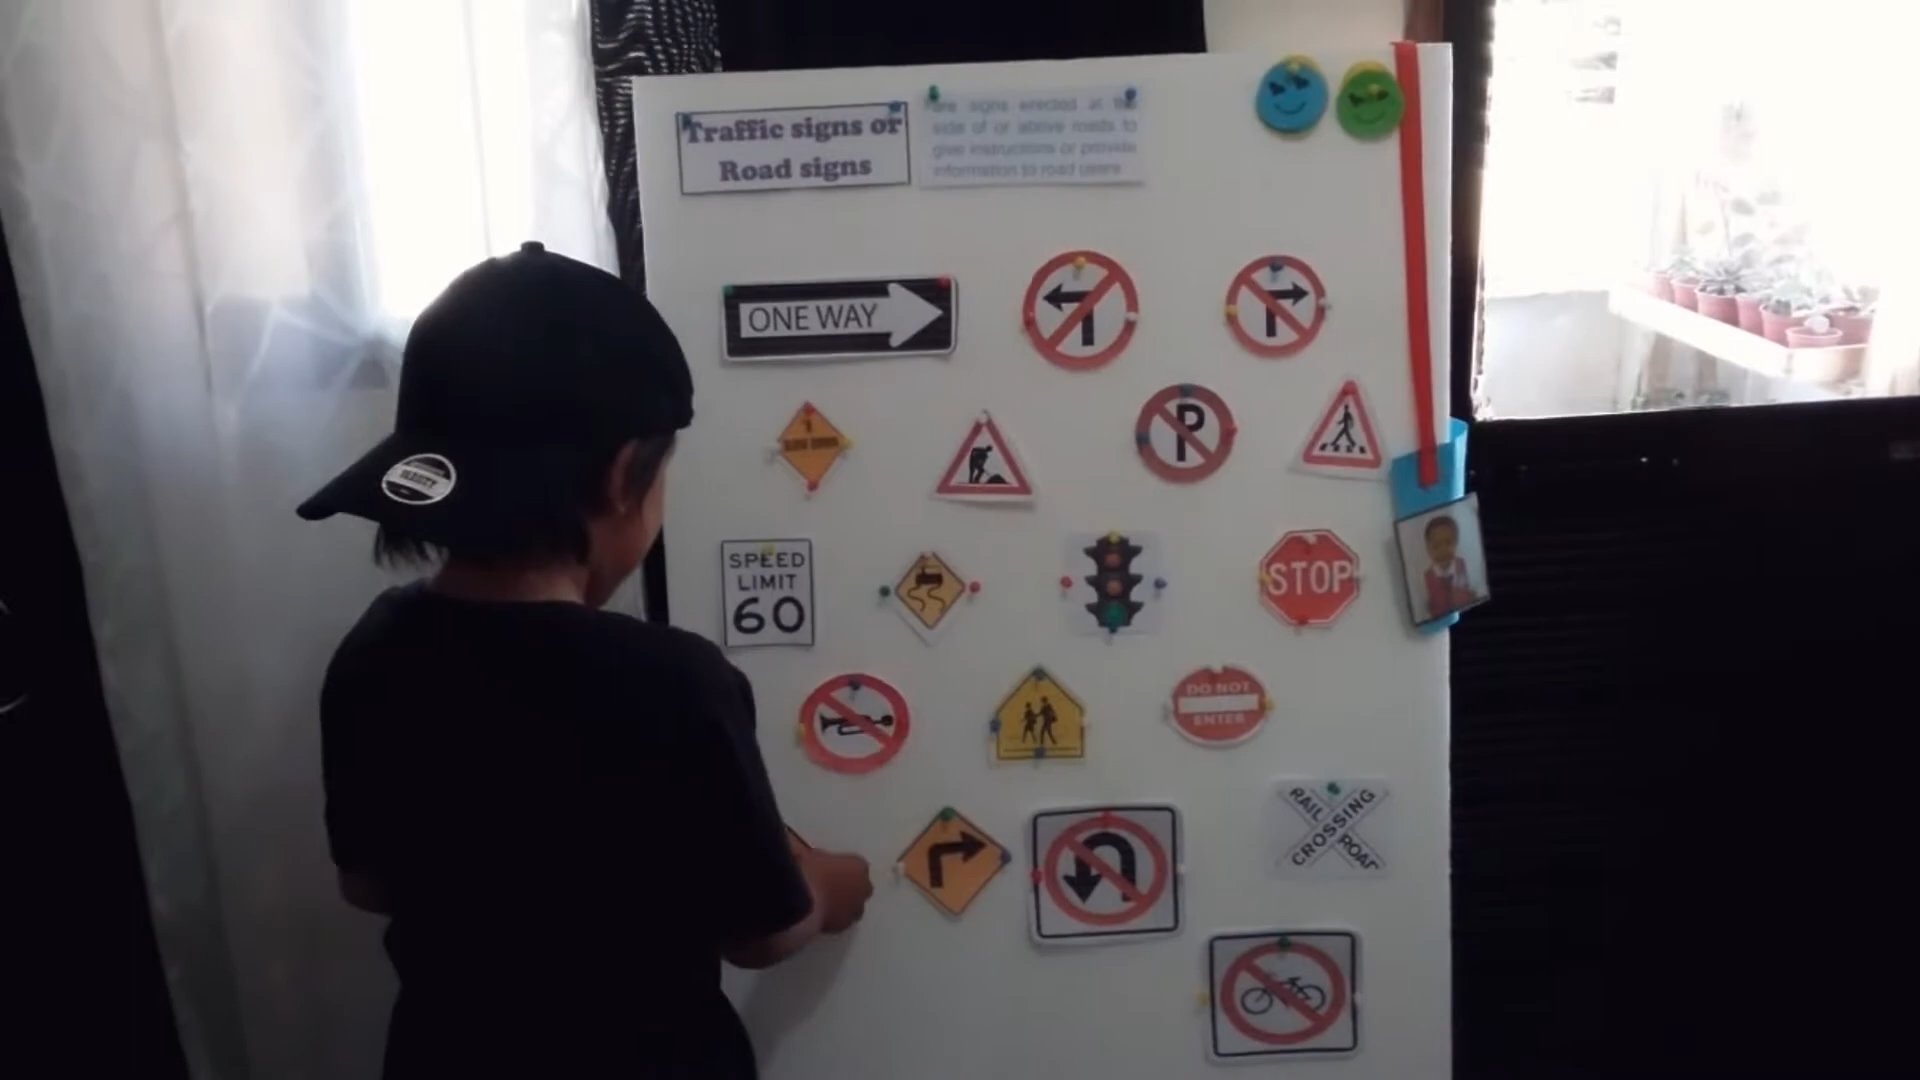 Traffic signs or
Road signs
are signs erected at the
side of or above roads to
give instructions or provide
information to road users
ONE WAY
P
SPEED
LIMIT
60
STOP
DO NOT
ENTER
RAIL
CROSSING
ROAD